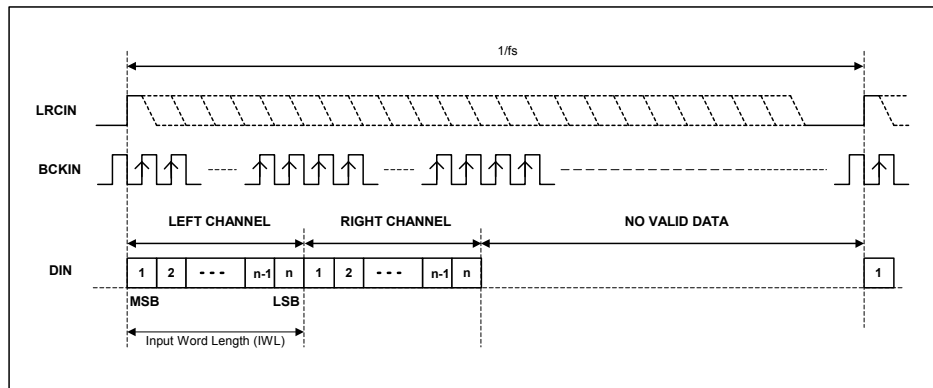 1/fs
LRCIN
BCKIN
LEFT CHANNEL RIGHT CHANNEL NO VALID DATA
DIN 1 2 - - - n-1 n 1 2 - - - n-1 n 1
MSB LSB
Input Word Length (IWL)